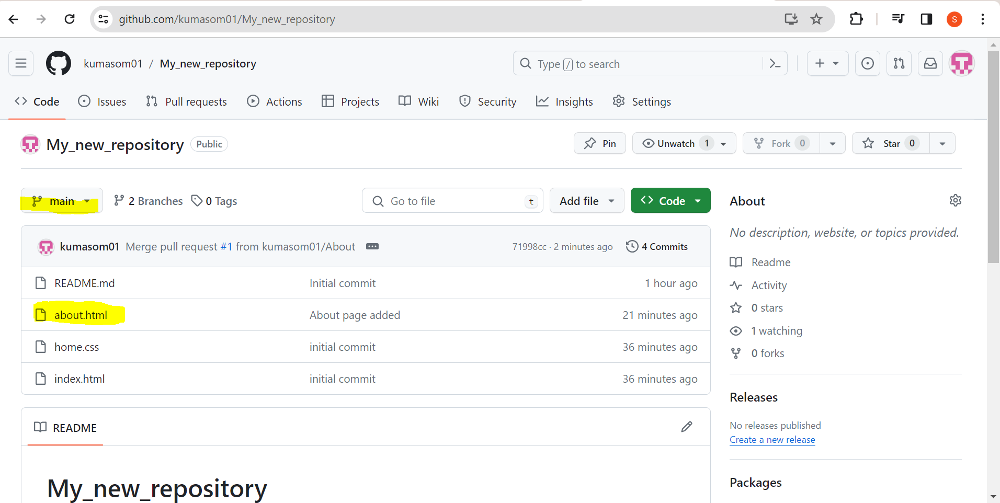 github.com/kumasom01/My_new_repository
S
kumasom01 / My_new_repository
Type / to search
Code Issues Pull requests Actions Projects Wiki Security Insights Settings
My_new_repository Public
Pin Unwatch 1 Fork 0 Star 0
main 2 Branches 0 Tags Go to file t Add file Code
kumasom01 Merge pull request #1 from kumasom01/About 71998cc · 2 minutes ago 4 Commits
README.md Initial commit 1 hour ago
about.html About page added 21 minutes ago
home.css initial commit 36 minutes ago
index.html initial commit 36 minutes ago
README
My_new_repository
About
No description, website, or topics provided.
Readme
Activity
0 stars
1 watching
0 forks
Releases
No releases published
Create a new release
Packages